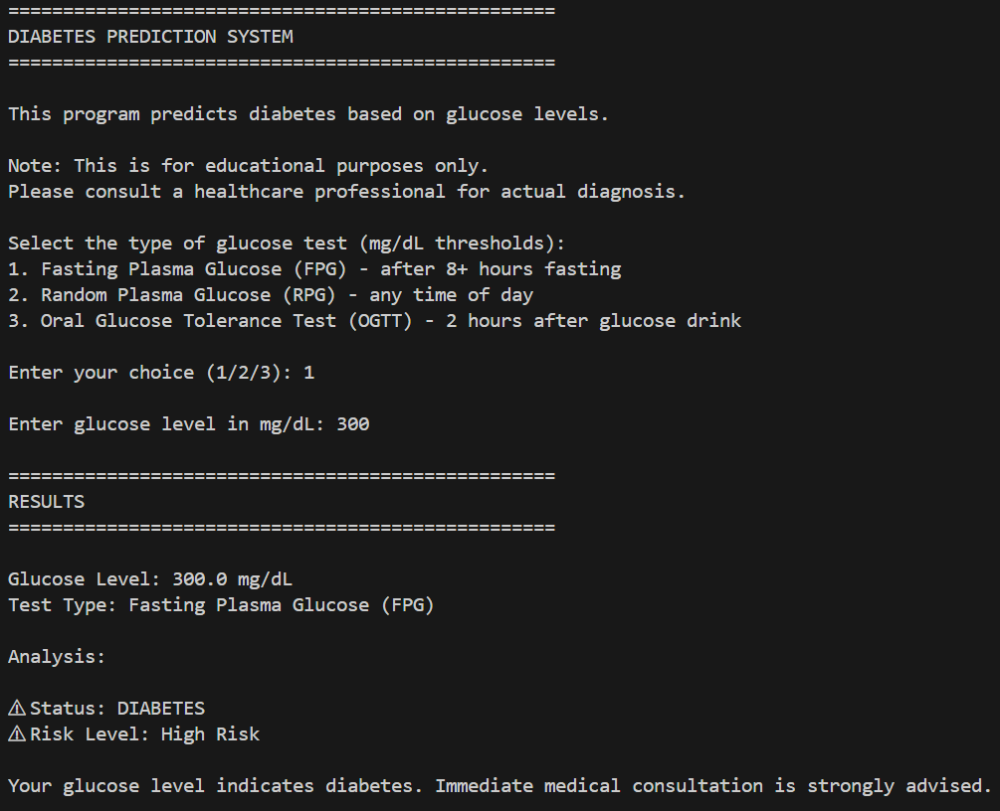 ==================================================
DIABETES PREDICTION SYSTEM
==================================================
This program predicts diabetes based on glucose levels.
Note: This is for educational purposes only.
Please consult a healthcare professional for actual diagnosis.
Select the type of glucose test (mg/dL thresholds):
1. Fasting Plasma Glucose (FPG) - after 8+ hours fasting
2. Random Plasma Glucose (RPG) - any time of day
3. Oral Glucose Tolerance Test (OGTT) - 2 hours after glucose drink
Enter your choice (1/2/3): 1
Enter glucose level in mg/dL: 300
==================================================
RESULTS
==================================================
Glucose Level: 300.0 mg/dL
Test Type: Fasting Plasma Glucose (FPG)
Analysis:
⚠Status: DIABETES
⚠Risk Level: High Risk
Your glucose level indicates diabetes. Immediate medical consultation is strongly advised.